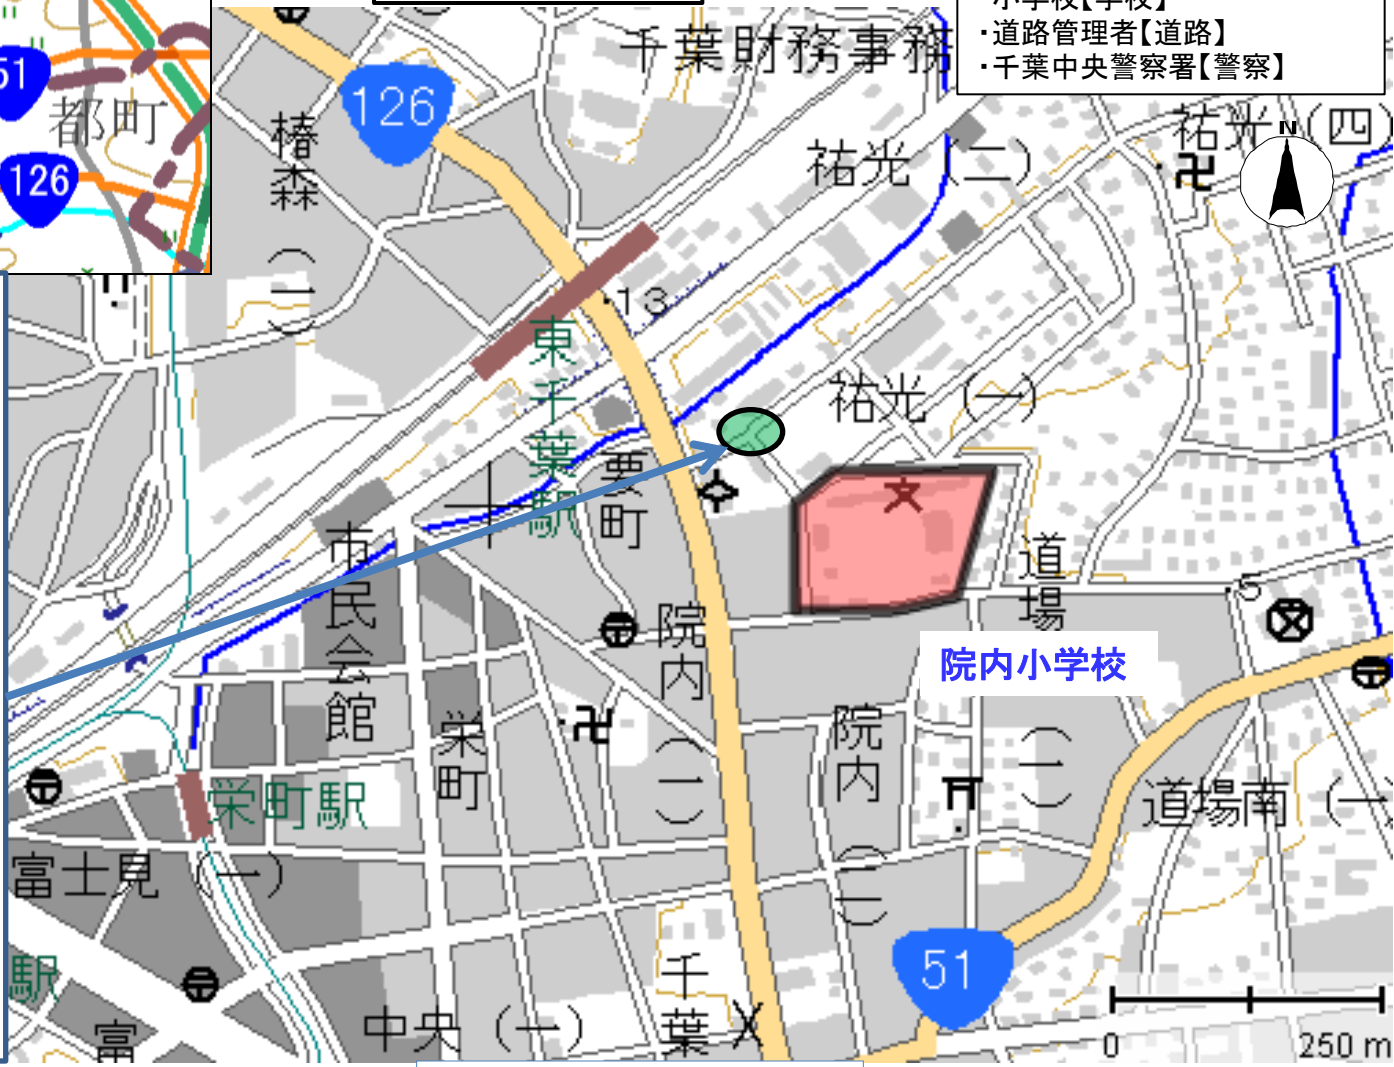 小学校【学校】
・道路管理者【道路】
・千葉中央警察署【警察】
51
都町
126
126
千葉財務事務
椿森(一)
祐光(二)
祐光(四)
N
・13
東千葉駅
祐光(一)
要町
市民会館
道場(一)
・5
院内(一)
院内小学校
栄町
院内(二)
道場南(一
栄町駅
富士見(一)
駅
51
千葉
中央(一)
富
0
250 m